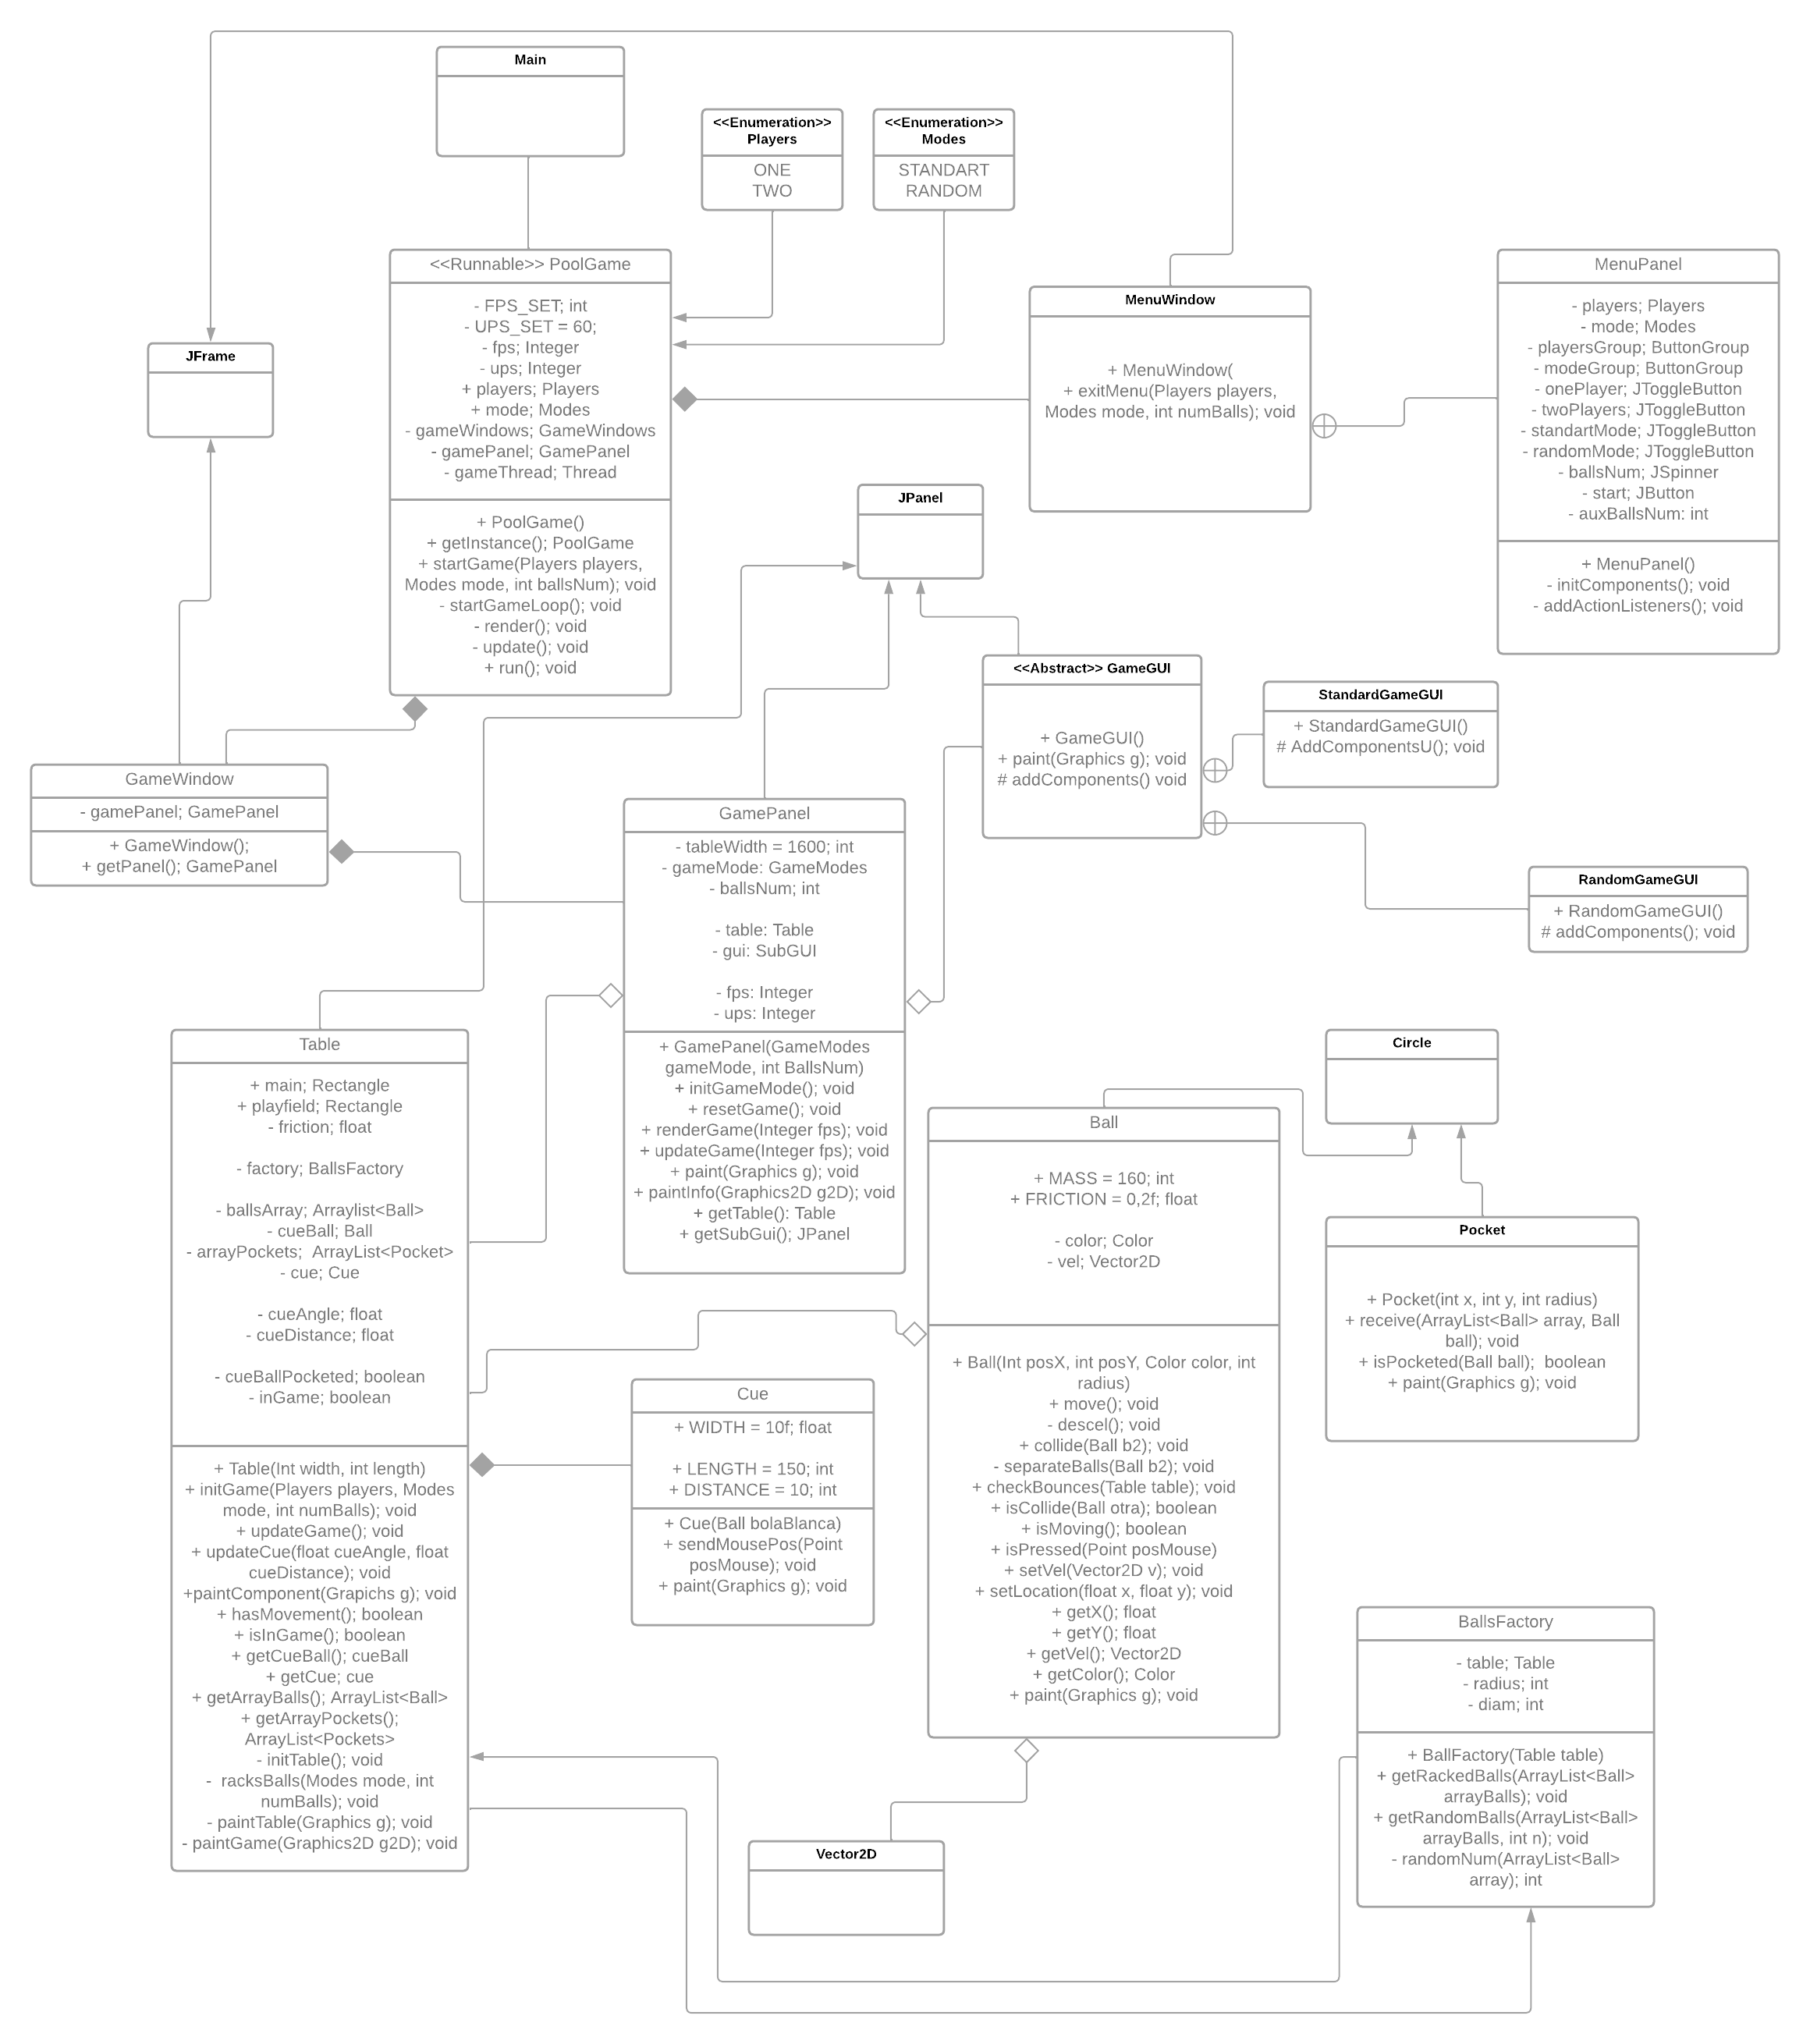 Main
<<Enumeration>>
Players
ONE
TWO
<<Enumeration>>
Modes
STANDART
RANDOM
<<Runnable>> PoolGame
- FPS_SET; int
- UPS_SET = 60;
- fps; Integer
- ups; Integer
+ players; Players
+ mode; Modes
- gameWindows; GameWindows
- gamePanel; GamePanel
- gameThread; Thread
+ PoolGame()
+ getInstance(); PoolGame
+ startGame(Players players,
Modes mode, int ballsNum); void
- startGameLoop(); void
- render(); void
- update(); void
+ run(); void
MenuWindow
+ MenuWindow(
+ exitMenu(Players players,
Modes mode, int numBalls); void
MenuPanel
- players; Players
- mode; Modes
- playersGroup; ButtonGroup
- modeGroup; ButtonGroup
- onePlayer; JToggleButton
- twoPlayers; JToggleButton
- standartMode; JToggleButton
- randomMode; JToggleButton
- ballsNum; JSpinner
- start; JButton
- auxBallsNum: int
+ MenuPanel()
- initComponents(); void
- addActionListeners(); void
JFrame
JPanel
<<Abstract>> GameGUI
+ GameGUI()
+ paint(Graphics g); void
# addComponents() void
StandardGameGUI
+ StandardGameGUI()
# AddComponentsU(); void
RandomGameGUI
+ RandomGameGUI()
# addComponents(); void
GameWindow
- gamePanel; GamePanel
+ GameWindow();
+ getPanel(); GamePanel
GamePanel
- tableWidth = 1600; int
- gameMode: GameModes
- ballsNum; int
- table: Table
- gui: SubGUI
- fps: Integer
- ups: Integer
+ GamePanel(GameModes
gameMode, int BallsNum)
+ initGameMode(); void
+ resetGame(); void
+ renderGame(Integer fps); void
+ updateGame(Integer fps); void
+ paint(Graphics g); void
+ paintInfo(Graphics2D g2D); void
+ getTable(): Table
+ getSubGui(); JPanel
Table
+ main; Rectangle
+ playfield; Rectangle
- friction; float
- factory; BallsFactory
- ballsArray; Arraylist<Ball>
- cueBall; Ball
- arrayPockets;  ArrayList<Pocket>
- cue; Cue
- cueAngle; float
- cueDistance; float
- cueBallPocketed; boolean
- inGame; boolean
+ Table(Int width, int length)
+ initGame(Players players, Modes
mode, int numBalls); void
+ updateGame(); void
+ updateCue(float cueAngle, float
cueDistance); void
+paintComponent(Grapichs g); void
+ hasMovement(); boolean
+ isInGame(); boolean
+ getCueBall(); cueBall
+ getCue; cue
+ getArrayBalls(); ArrayList<Ball>
+ getArrayPockets();
ArrayList<Pockets>
- initTable(); void
-  racksBalls(Modes mode, int
numBalls); void
- paintTable(Graphics g); void
- paintGame(Graphics2D g2D); void
Cue
+ WIDTH = 10f; float
+ LENGTH = 150; int
+ DISTANCE = 10; int
+ Cue(Ball bolaBlanca)
+ sendMousePos(Point
posMouse); void
+ paint(Graphics g); void
Ball
+ MASS = 160; int
+ FRICTION = 0,2f; float
- color; Color
- vel; Vector2D
+ Ball(Int posX, int posY, Color color, int
radius)
+ move(); void
- descel(); void
+ collide(Ball b2); void
- separateBalls(Ball b2); void
+ checkBounces(Table table); void
+ isCollide(Ball otra); boolean
+ isMoving(); boolean
+ isPressed(Point posMouse)
+ setVel(Vector2D v); void
+ setLocation(float x, float y); void
+ getX(); float
+ getY(); float
+ getVel(); Vector2D
+ getColor(); Color
+ paint(Graphics g); void
Circle
Pocket
+ Pocket(int x, int y, int radius)
+ receive(ArrayList<Ball> array, Ball
ball); void
+ isPocketed(Ball ball);  boolean
+ paint(Graphics g); void
BallsFactory
- table; Table
- radius; int
- diam; int
+ BallFactory(Table table)
+ getRackedBalls(ArrayList<Ball>
arrayBalls); void
+ getRandomBalls(ArrayList<Ball>
arrayBalls, int n); void
- randomNum(ArrayList<Ball>
array); int
Vector2D